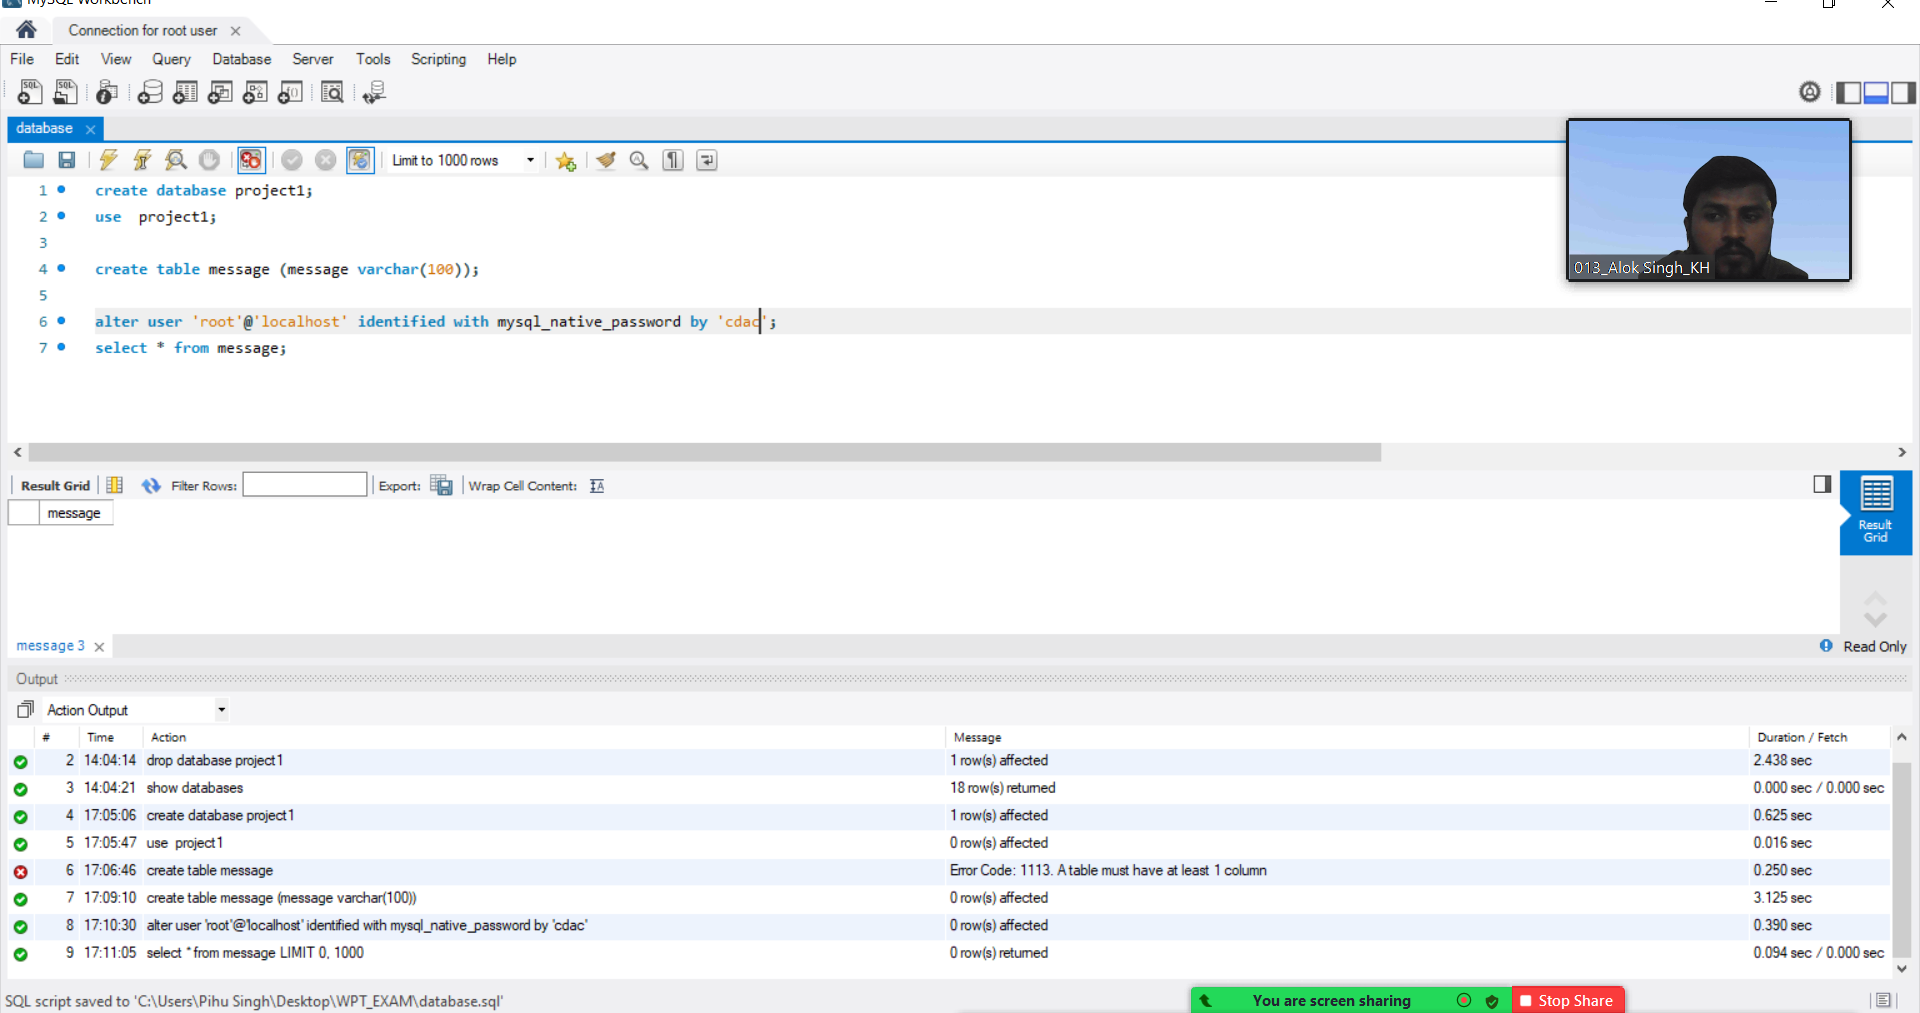 MySQL Workbench
Connection for root user
File Edit View Query Database Server Tools Scripting Help
database
Limit to 1000 rows
1 create database project1;
2 use  project1;
3
4 create table message (message varchar(100));
5
6 alter user 'root'@'localhost' identified with mysql_native_password by 'cdac';
7 select * from message;
013_Alok Singh_KH
Result Grid Filter Rows: Export: Wrap Cell Content:
message
Result
Grid
message 3
Read Only
Output
Action Output
# Time Action Message Duration / Fetch
2 14:04:14 drop database project1 1 row(s) affected 2.438 sec
3 14:04:21 show databases 18 row(s) returned 0.000 sec / 0.000 sec
4 17:05:06 create database project1 1 row(s) affected 0.625 sec
5 17:05:47 use  project1 0 row(s) affected 0.016 sec
6 17:06:46 create table message Error Code: 1113. A table must have at least 1 column 0.250 sec
7 17:09:10 create table message (message varchar(100)) 0 row(s) affected 3.125 sec
8 17:10:30 alter user 'root'@'localhost' identified with mysql_native_password by 'cdac' 0 row(s) affected 0.390 sec
9 17:11:05 select * from message LIMIT 0, 1000 0 row(s) returned 0.094 sec / 0.000 sec
SQL script saved to 'C:\Users\Pihu Singh\Desktop\WPT_EXAM\database.sql'
You are screen sharing
Stop Share